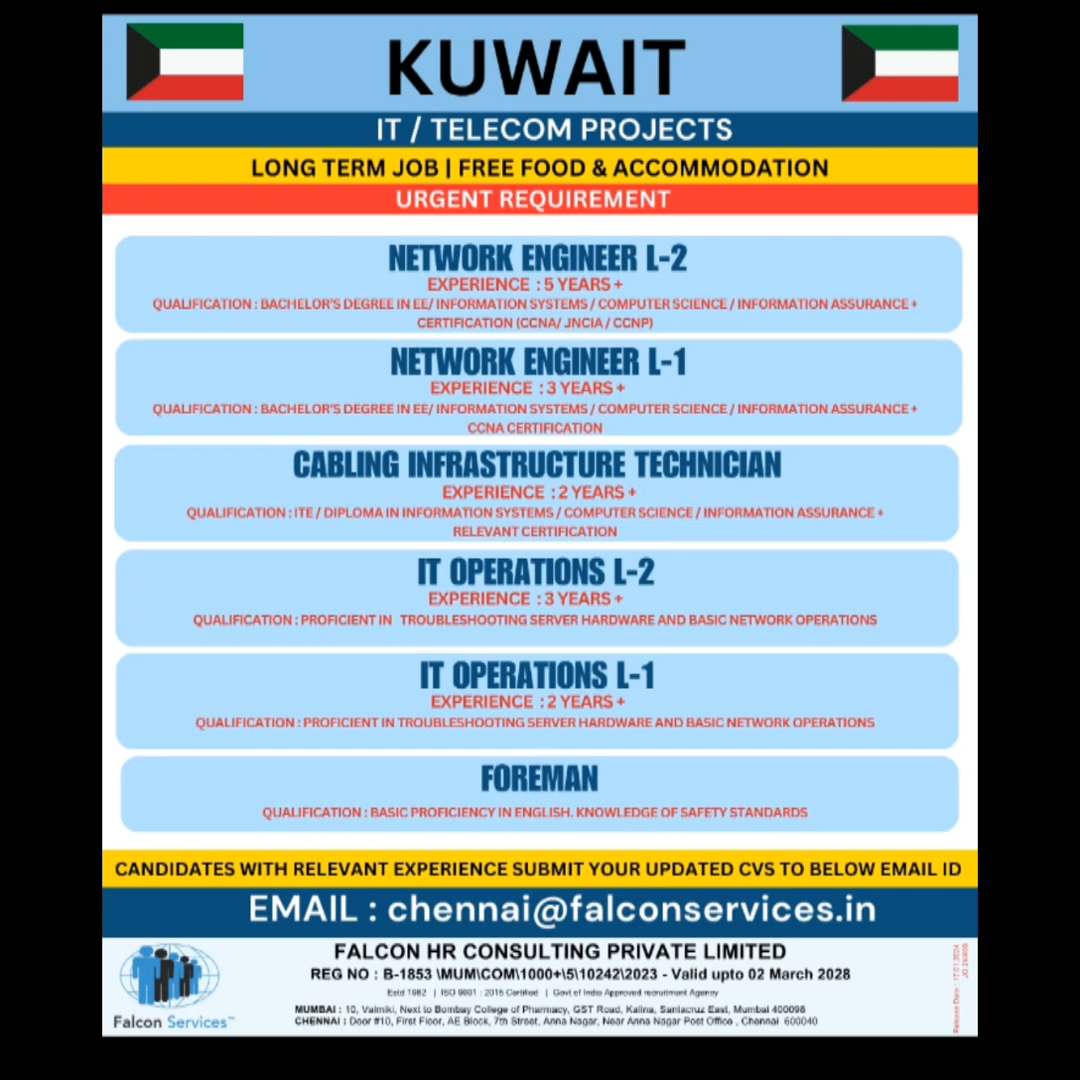 KUWAIT
IT / TELECOM PROJECTS
LONG TERM JOB | FREE FOOD & ACCOMMODATION
URGENT REQUIREMENT
NETWORK ENGINEER L-2
EXPERIENCE : 5 YEARS +
QUALIFICATION : BACHELOR'S DEGREE IN EE/ INFORMATION SYSTEMS / COMPUTER SCIENCE / INFORMATION ASSURANCE +
CERTIFICATION (CCNA/ JNCIA / CCNP)
NETWORK ENGINEER L-1
EXPERIENCE : 3 YEARS +
QUALIFICATION : BACHELOR'S DEGREE IN EE/ INFORMATION SYSTEMS / COMPUTER SCIENCE / INFORMATION ASSURANCE +
CCNA CERTIFICATION
CABLING INFRASTRUCTURE TECHNICIAN
EXPERIENCE : 2 YEARS +
QUALIFICATION : ITE / DIPLOMA IN INFORMATION SYSTEMS / COMPUTER SCIENCE / INFORMATION ASSURANCE +
RELEVANT CERTIFICATION
IT OPERATIONS L-2
EXPERIENCE : 3 YEARS +
QUALIFICATION : PROFICIENT IN TROUBLESHOOTING SERVER HARDWARE AND BASIC NETWORK OPERATIONS
IT OPERATIONS L-1
EXPERIENCE : 2 YEARS +
QUALIFICATION : PROFICIENT IN TROUBLESHOOTING SERVER HARDWARE AND BASIC NETWORK OPERATIONS
FOREMAN
QUALIFICATION : BASIC PROFICIENCY IN ENGLISH. KNOWLEDGE OF SAFETY STANDARDS
CANDIDATES WITH RELEVANT EXPERIENCE SUBMIT YOUR UPDATED CVS TO BELOW EMAIL ID
EMAIL : chennai@falconservices.in
FALCON HR CONSULTING PRIVATE LIMITED
REG NO : B-1853 \MUM\COM\1000+\5\10242\2023 - Valid upto 02 March 2028
Estd 1982 | ISO 9001 : 2015 Certified | Govt of India Approved recruitment Agency
MUMBAI : 10, Valmiki, Next to Bombay College of Pharmacy, GST Road, Kalina, Santacruz East, Mumbai 400098
CHENNAI : Door #10, First Floor, AE Block, 7th Street, Anna Nagar, Near Anna Nagar Post Office , Chennai 600040
Falcon Services™
Release Date : 17.01.2024